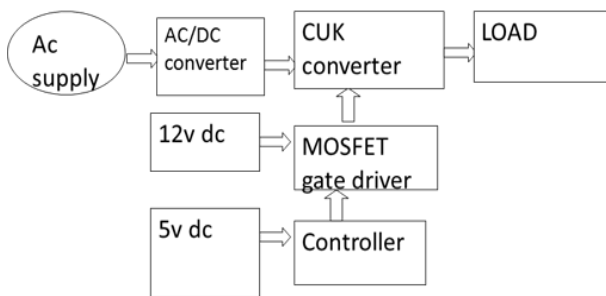 Ac
supply
AC/DC
converter
CUK
converter
LOAD
12v dc
MOSFET
gate driver
5v dc
Controller